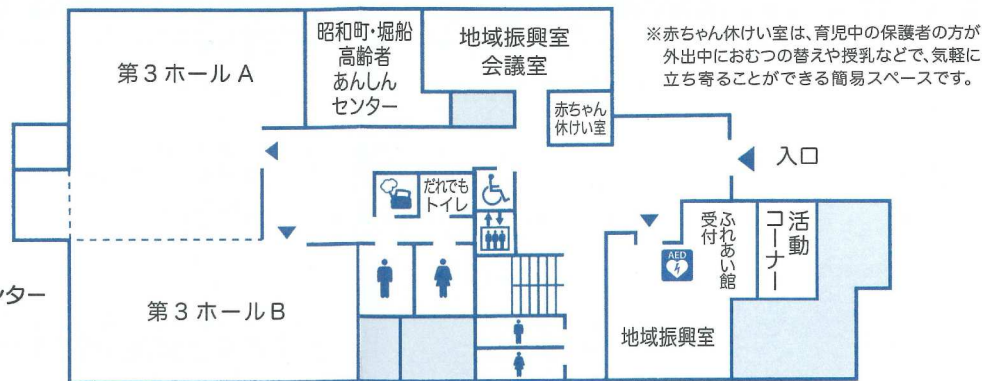 第3ホールA
昭和町・堀船
高齢者
あんしん
センター
地域振興室
会議室
赤ちゃん
休けい室
※赤ちゃん休けい室は、育児中の保護者の方が
外出中におむつの替えや授乳などで、気軽に
立ち寄ることができる簡易スペースです。
入口
だれでも
トイレ
ふれあい館
受付
活動
コーナー
AED
ンター
第3ホールB
地域振興室